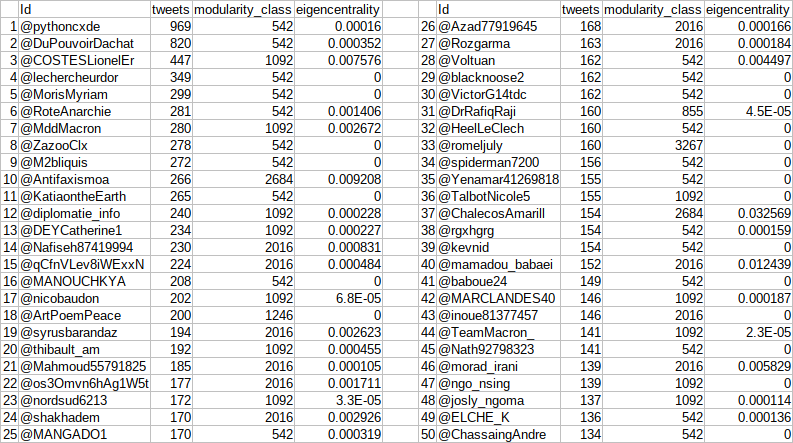 Id tweets modularity_class eigencentrality
1 @pythoncxde 969 542 0.00016
2 @DuPouvoirDachat 820 542 0.000352
3 @COSTESLionelEr 447 1092 0.007576
4 @lechercheurdor 349 542 0
5 @MorisMyriam 299 542 0
6 @RoteAnarchie 281 542 0.001406
7 @MddMacron 280 1092 0.002672
8 @ZazooClx 278 542 0
9 @M2bliquis 272 542 0
10 @Antifaxismoa 266 2684 0.009208
11 @KatiaontheEarth 265 542 0
12 @diplomatie_info 240 1092 0.000228
13 @DEYCatherine1 234 1092 0.000227
14 @Nafiseh87419994 230 2016 0.000831
15 @qCfnVLev8iWExxN 224 2016 0.000484
16 @MANOUCHKYA 208 542 0
17 @nicobaudon 202 1092 6.8E-05
18 @ArtPoemPeace 200 1246 0
19 @syrusbarandaz 194 2016 0.002623
20 @thibault_am 192 1092 0.000455
21 @Mahmoud55791825 185 2016 0.000105
22 @os3Omvn6hAg1W5t 177 2016 0.001711
23 @nordsud6213 172 1092 3.3E-05
24 @shakhadem 170 2016 0.002926
25 @MANGADO1 170 542 0.000319
Id tweets modularity_class eigencentrality
26 @Azad77919645 168 2016 0.000166
27 @Rozgarma 163 2016 0.000184
28 @Voltuan 162 542 0.004497
29 @blacknoose2 162 542 0
30 @VictorG14tdc 162 542 0
31 @DrRafiqRaji 160 855 4.5E-05
32 @HeelLeClech 160 542 0
33 @romeljuly 160 3267 0
34 @spiderman7200 156 542 0
35 @Yenamar41269818 155 542 0
36 @TalbotNicole5 155 1092 0
37 @ChalecosAmarill 154 2684 0.032569
38 @rgxhgrg 154 542 0.000159
39 @kevnid 154 542 0
40 @mamadou_babaei 152 2016 0.012439
41 @baboue24 149 542 0
42 @MARCLANDES40 146 1092 0.000187
43 @inoue81377457 146 2016 0
44 @TeamMacron_ 141 1092 2.3E-05
45 @Nath92798323 141 542 0
46 @morad_irani 139 2016 0.005829
47 @ngo_nsing 139 1092 0
48 @josly_ngoma 137 1092 0.000114
49 @ELCHE_K 136 542 0.000136
50 @ChassaingAndre 134 542 0